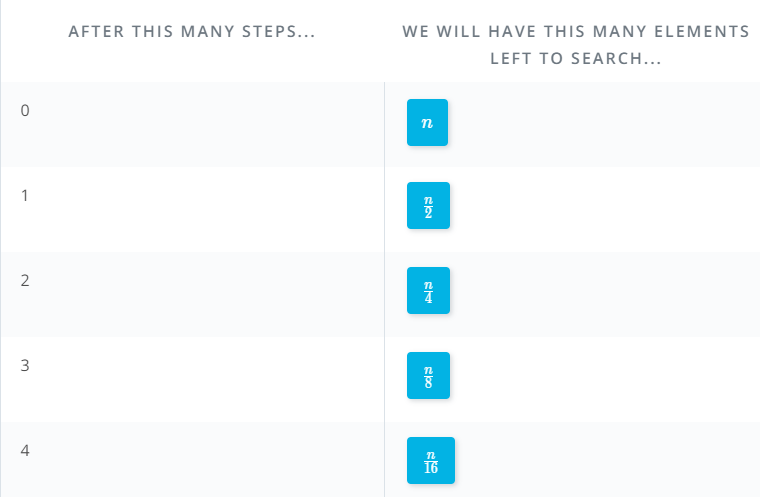 AFTER THIS MANY STEPS...
WE WILL HAVE THIS MANY ELEMENTS
LEFT TO SEARCH...
0
n
1
n/2
2
n/4
3
n/8
4
n/16